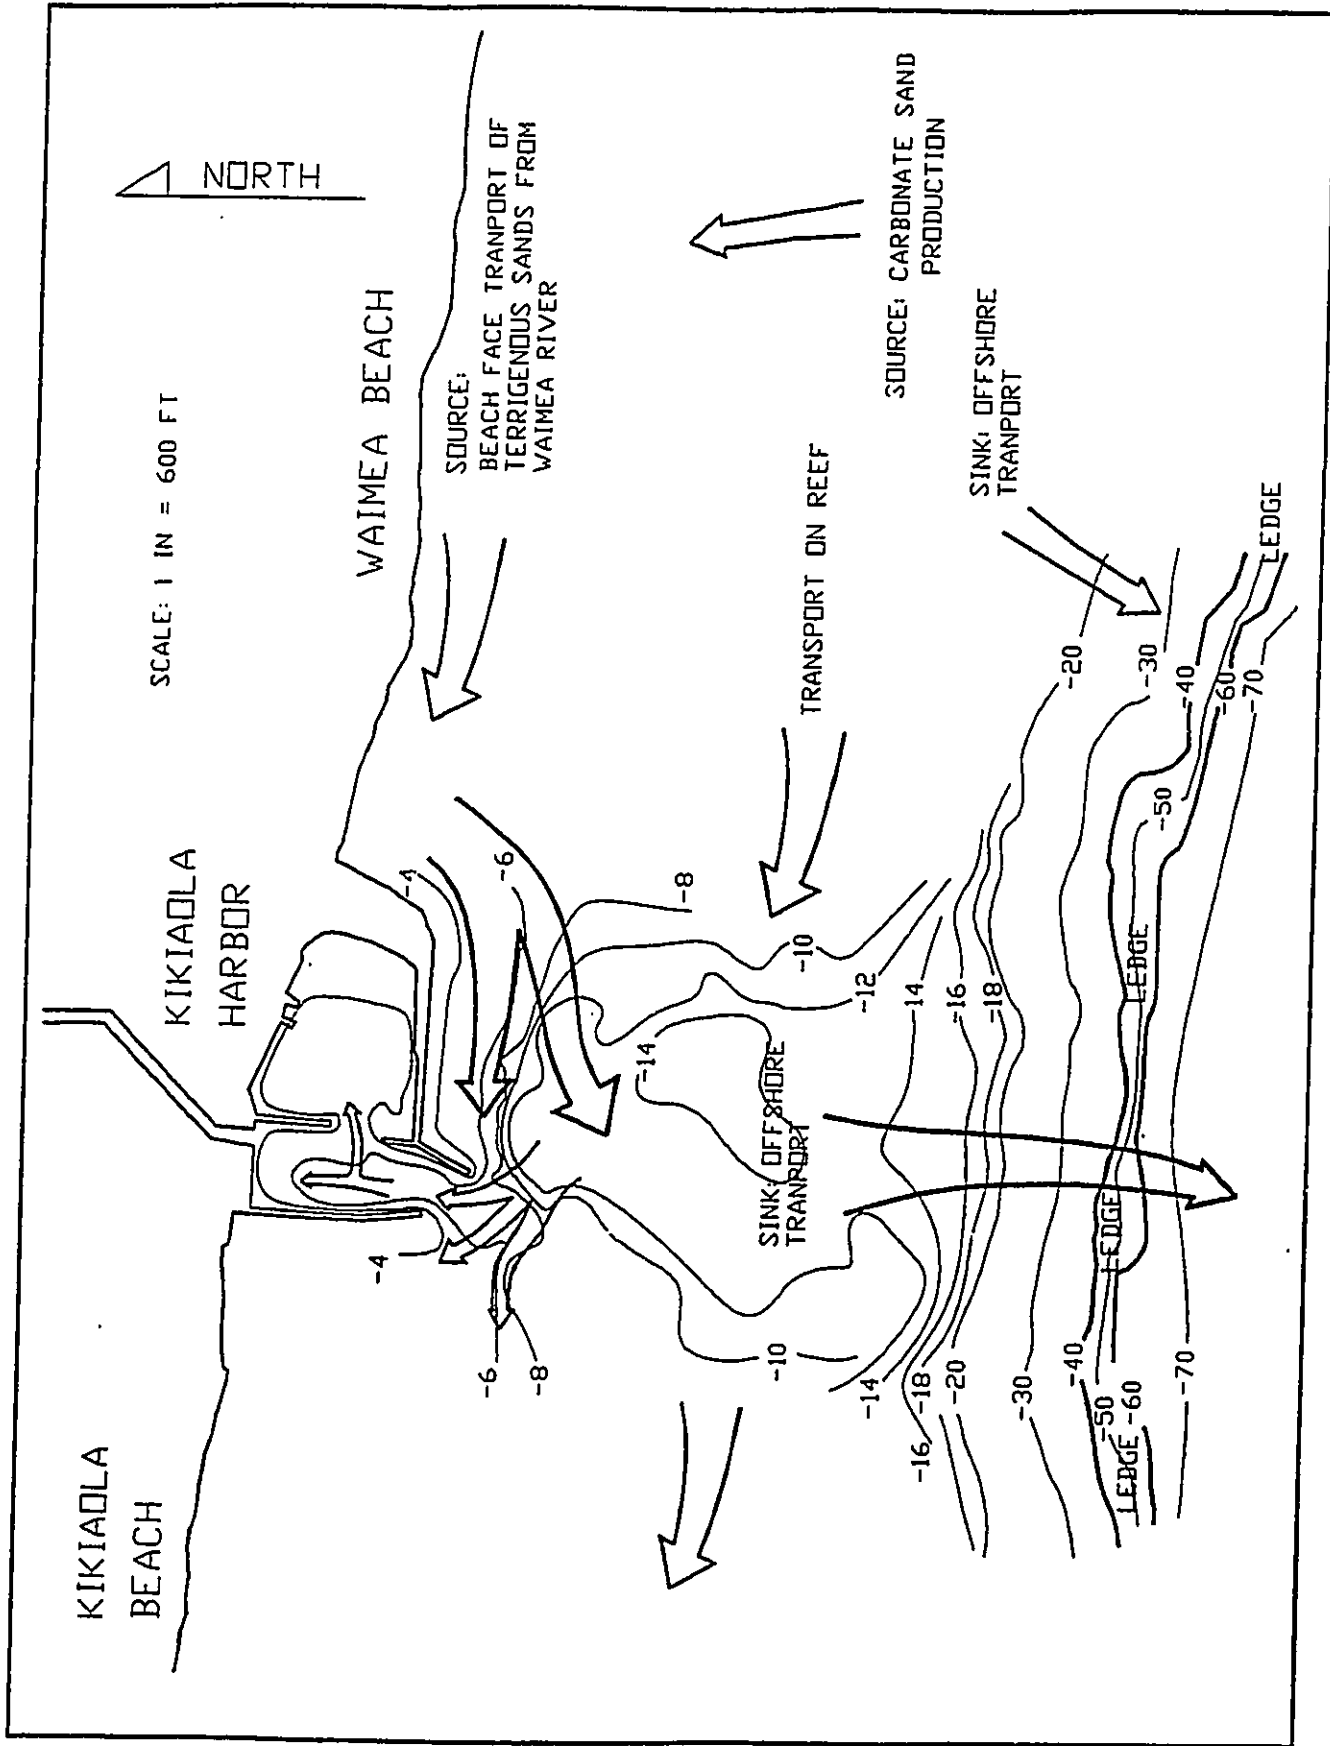 KIKIAOLA
BEACH
KIKIAOLA
HARBOR
SCALE: 1 IN = 600 FT
NORTH
WAIMEA BEACH
SOURCE:
BEACH FACE TRANPORT OF
TERRIGENOUS SANDS FROM
WAIMEA RIVER
-4
-4
-6
-6
-8
-8
-14
-10
-10
SINK: OFFSHORE
TRANPORT
TRANSPORT ON REEF
-12
SOURCE: CARBONATE SAND
PRODUCTION
-14
-14
-16
-18
-16
-18
-20
SINK: OFFSHORE
TRANPORT
-30
-20
-40
-30
-50
-60
LEDGE
LEDGE
LEDGE
-50
-40
-70
-60
-70
LEDGE